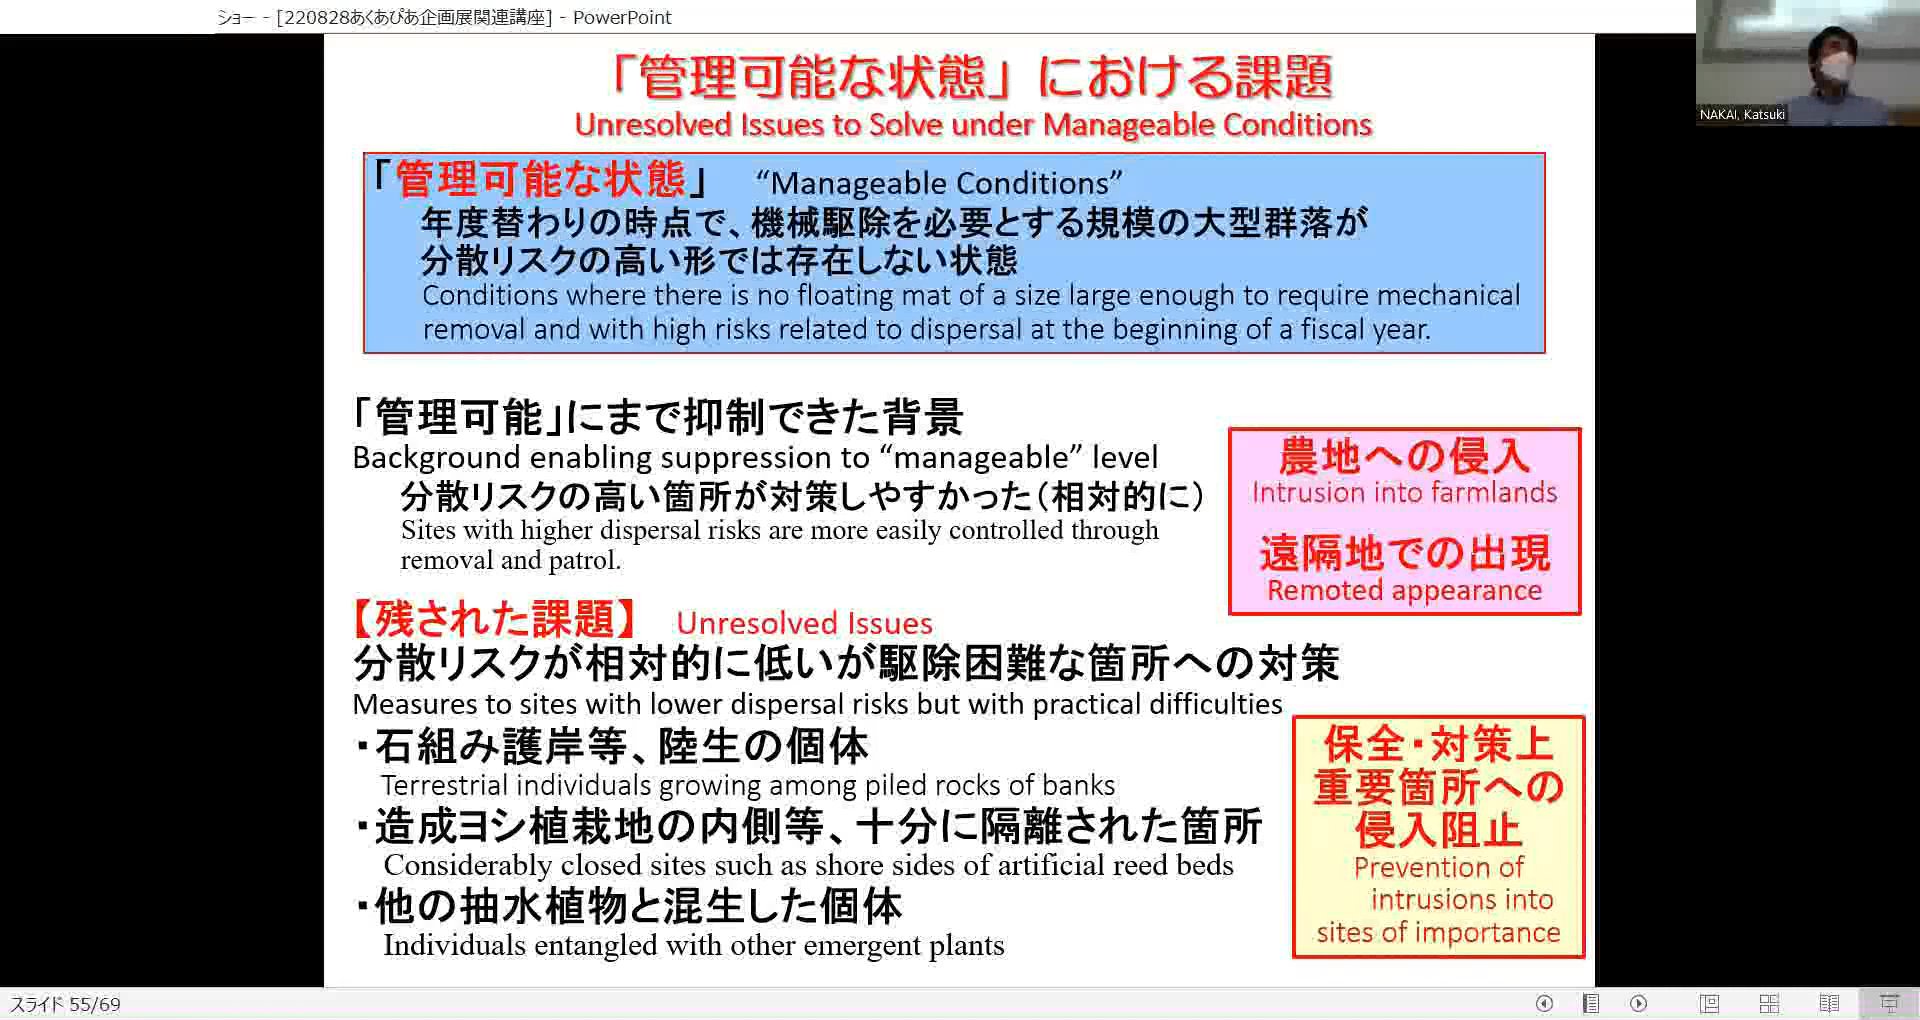 ショー - [220828あくあぴあ企画展関連講座] - PowerPoint
NAKAI, Katsuki
「管理可能な状態」における課題
Unresolved Issues to Solve under Manageable Conditions
「管理可能な状態」 “Manageable Conditions”
年度替わりの時点で、機械駆除を必要とする規模の大型群落が
分散リスクの高い形では存在しない状態
Conditions where there is no floating mat of a size large enough to require mechanical
removal and with high risks related to dispersal at the beginning of a fiscal year.
「管理可能」にまで抑制できた背景
Background enabling suppression to “manageable” level
分散リスクの高い箇所が対策しやすかった（相対的に）
Sites with higher dispersal risks are more easily controlled through
removal and patrol.
農地への侵入
Intrusion into farmlands
遠隔地での出現
Remoted appearance
【残された課題】 Unresolved Issues
分散リスクが相対的に低いが駆除困難な箇所への対策
Measures to sites with lower dispersal risks but with practical difficulties
・石組み護岸等、陸生の個体
Terrestrial individuals growing among piled rocks of banks
・造成ヨシ植栽地の内側等、十分に隔離された箇所
Considerably closed sites such as shore sides of artificial reed beds
・他の抽水植物と混生した個体
Individuals entangled with other emergent plants
保全・対策上
重要箇所への
侵入阻止
Prevention of
intrusions into
sites of importance
スライド 55/69